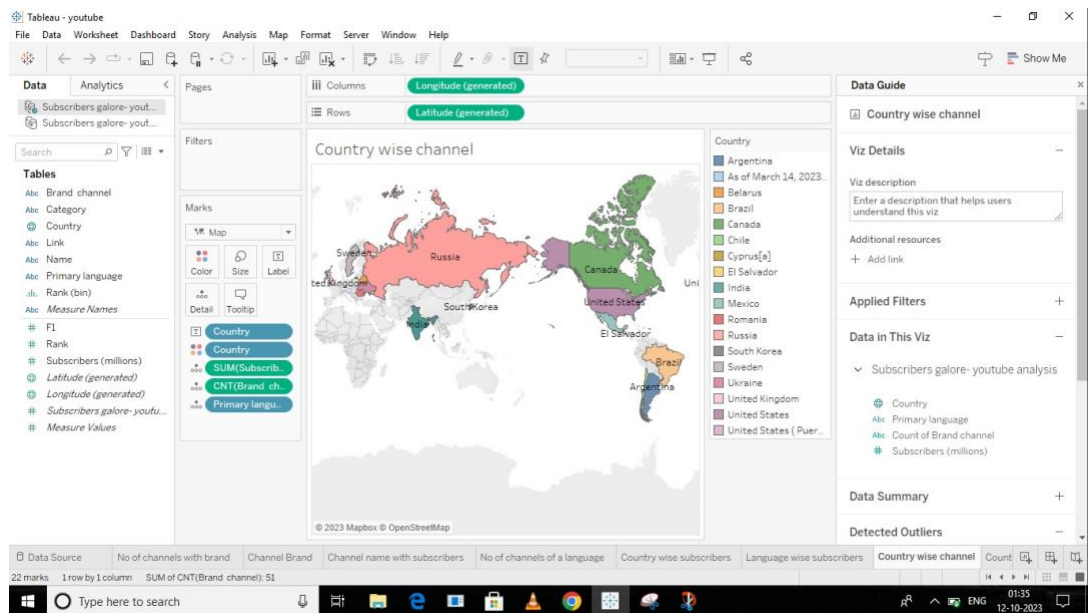 Tableau - youtube
File Data Worksheet Dashboard Story Analysis Map Format Server Window Help
Show Me
Data Analytics
Subscribers galore- yout...
Subscribers galore- yout...
Search
Tables
Abc Brand channel
Abc Category
Country
Abc Link
Abc Name
Abc Primary language
Rank (bin)
Abc Measure Names
# F1
# Rank
# Subscribers (millions)
Latitude (generated)
Longitude (generated)
# Subscribers galore- youtu...
# Measure Values
Pages
Filters
Marks
Map
Color Size Label
Detail Tooltip
Country
Country
SUM(Subscrib..
CNT(Brand ch..
Primary langu..
Columns Longitude (generated)
Rows Latitude (generated)
Country wise channel
Sweden
Russia
ted Kingdom
South Korea
India
Canada
Uni
United States
El Salvador
Brazil
Argentina
© 2023 Mapbox © OpenStreetMap
Country
Argentina
As of March 14, 2023...
Belarus
Brazil
Canada
Chile
Cyprus[a]
El Salvador
India
Mexico
Romania
Russia
South Korea
Sweden
Ukraine
United Kingdom
United States
United States ( Puer...
Data Guide
Country wise channel
Viz Details
Viz description
Enter a description that helps users
understand this viz
Additional resources
+ Add link
Applied Filters
Data in This Viz
Subscribers galore- youtube analysis
Country
Abc Primary language
Abc Count of Brand channel
# Subscribers (millions)
Data Summary
Detected Outliers
Data Source No of channels with brand Channel Brand Channel name with subscribers No of channels of a language Country wise subscribers Language wise subscribers Country wise channel Count
22 marks 1 row by 1 column SUM of CNT(Brand channel): 51
Type here to search
ENG
01:35
12-10-2023